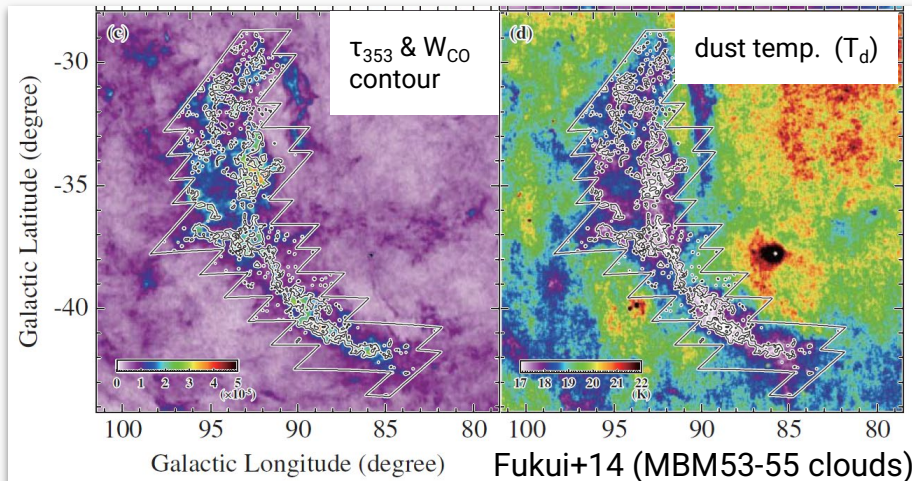 (c)
τ353 & WCO
contour
(d)
dust temp. (Td)
-30
-35
-40
Galactic Latitude (degree)
0 1 2 3 4 5
(×10-5)
17 18 19 20 21 22
(K)
100 95 90 85 80
100 95 90 85 80
Galactic Longitude (degree)
Fukui+14 (MBM53-55 clouds)